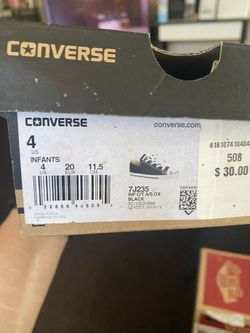 CONVERSE
CONVERSE
converse.com
4
US
INFANTS
4 20 11.5
UK EUR CM
7J235
INF C/T A/S OX
BLACK
508
$ 30.00